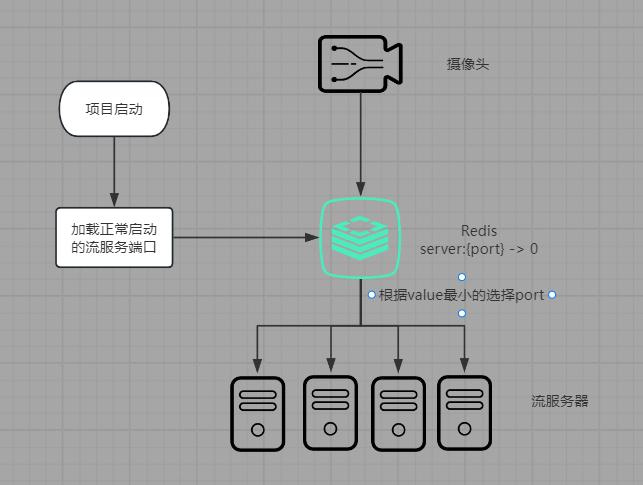 摄像头
项目启动
加载正常启动
的流服务端口
Redis
server:{port} -> 0
根据value最小的选择port
流服务器